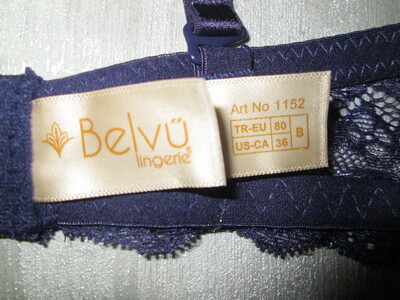 Belvü
lingerie
Art No 1152
TR-EU 80 B
US-CA 36